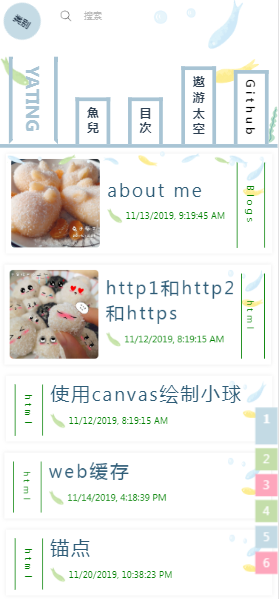 搜索
YATING
魚兒
目次
遨游太空
Github
about me
11/13/2019, 9:19:45 AM
Blogs
http1和http2
和https
11/12/2019, 8:19:15 AM
html
html
使用canvas绘制小球
11/12/2019, 8:19:15 AM
html
web缓存
11/14/2019, 4:18:39 PM
html
锚点
11/20/2019, 10:38:23 PM
1
2
3
4
5
6